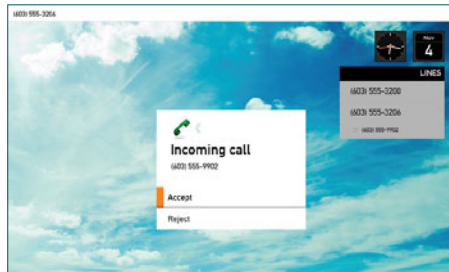 (603) 555-3206
Nov
4
LINES
(603) 555-3200
(603) 555-3206
(603) 555-9902
Incoming call
(603) 555-9902
Accept
Reject